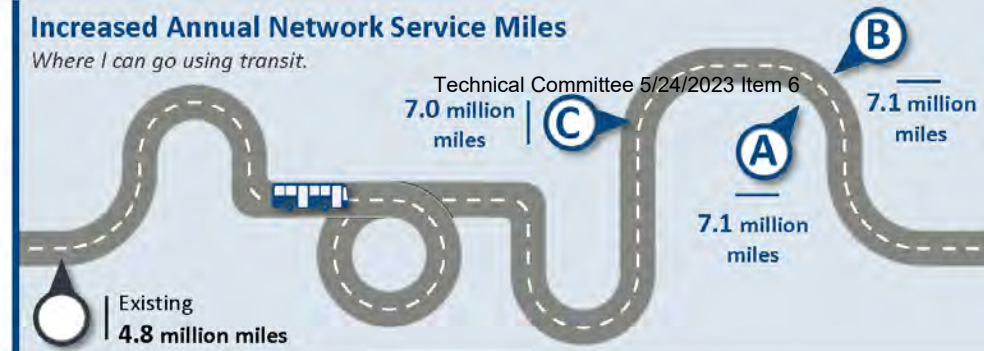 Increased Annual Network Service Miles
Where I can go using transit.
Technical Committee 5/24/2023 Item 6
B
7.0 million
miles
C
7.1 million
miles
A
7.1 million
miles
Existing
4.8 million miles